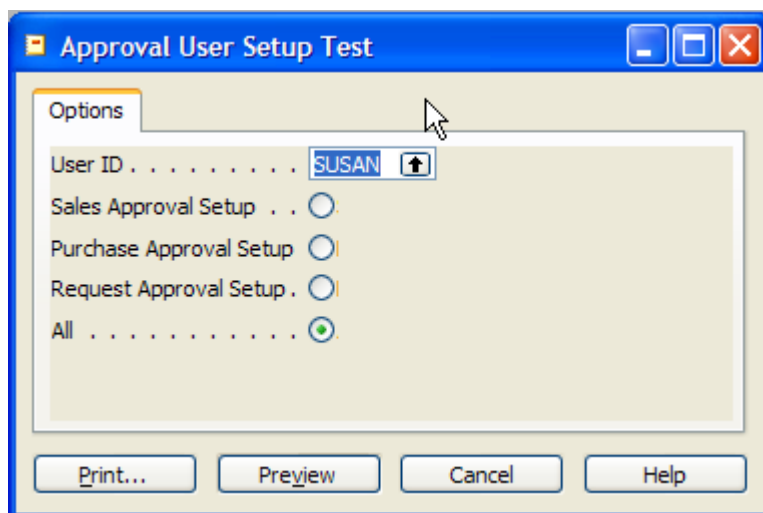 Approval User Setup Test
Options
User ID . . . . . . . . . SUSAN
Sales Approval Setup . .
Purchase Approval Setup
Request Approval Setup .
All . . . . . . . . . . .
Print... Preview Cancel Help